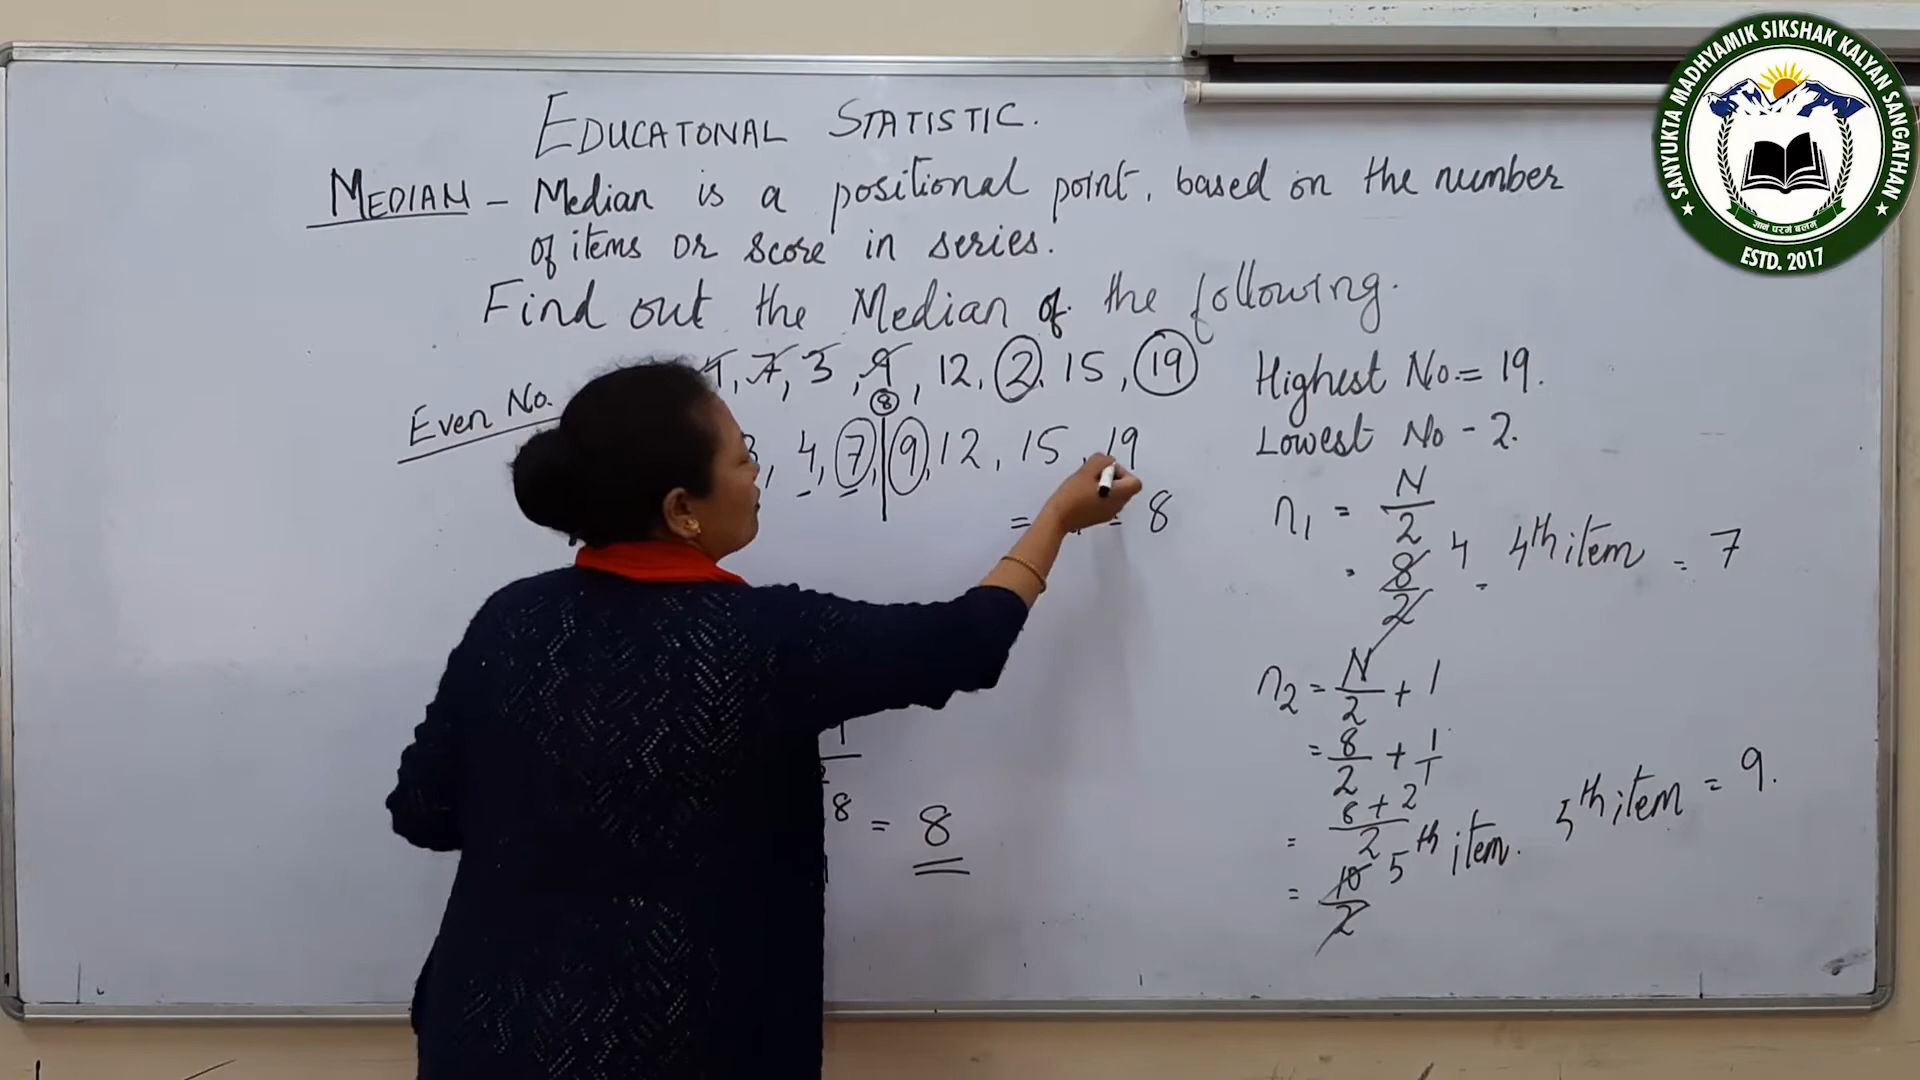 EDUCATONAL STATISTIC.
MEDIAN - Median is a positional point, based on the number
of items or score in series.
Find out the Median of the following.
Even No.
4, 7, 3, 9, 12, 2, 15, 19
8
3, 4, 7, 9, 12, 15, 19
= 8
8 = 8
Highest No. = 19.
Lowest No - 2.
n1 = N/2
= 8/2 4 - 4th item = 7
n2 = N/2 + 1
= 8/2 + 1/1
= 8+2/2
= 10/2 5th item. 5th item = 9.
SANYUKTA MADHYAMIK SIKSHAK KALYAN SANGATHAN
ज्ञानं परमं बलम्
ESTD. 2017